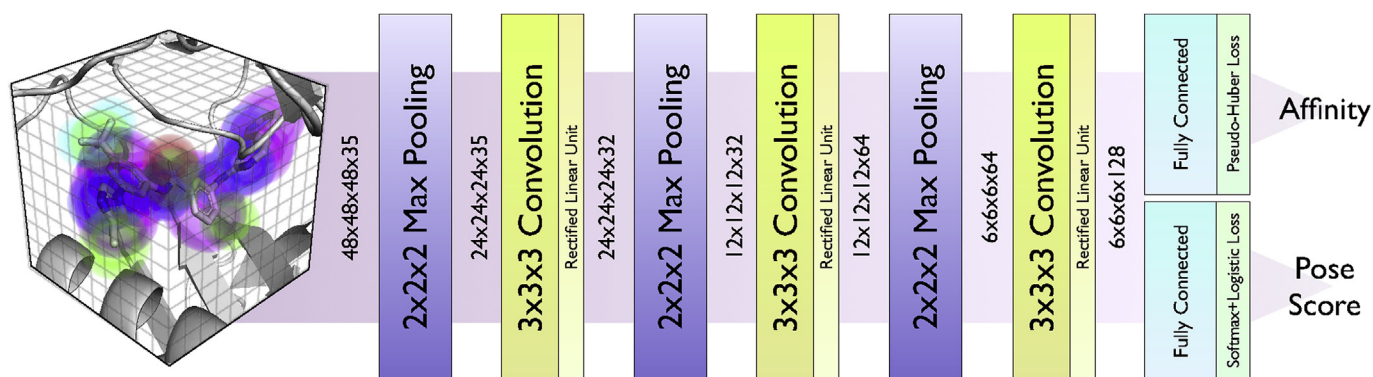 48x48x48x35
2x2x2 Max Pooling
24x24x24x35
3x3x3 Convolution
Rectified Linear Unit
24x24x24x32
2x2x2 Max Pooling
12x12x12x32
3x3x3 Convolution
Rectified Linear Unit
12x12x12x64
2x2x2 Max Pooling
6x6x6x64
3x3x3 Convolution
Rectified Linear Unit
6x6x6x128
Fully Connected
Pseudo-Huber Loss
Affinity
Fully Connected
Softmax+Logistic Loss
Pose
Score